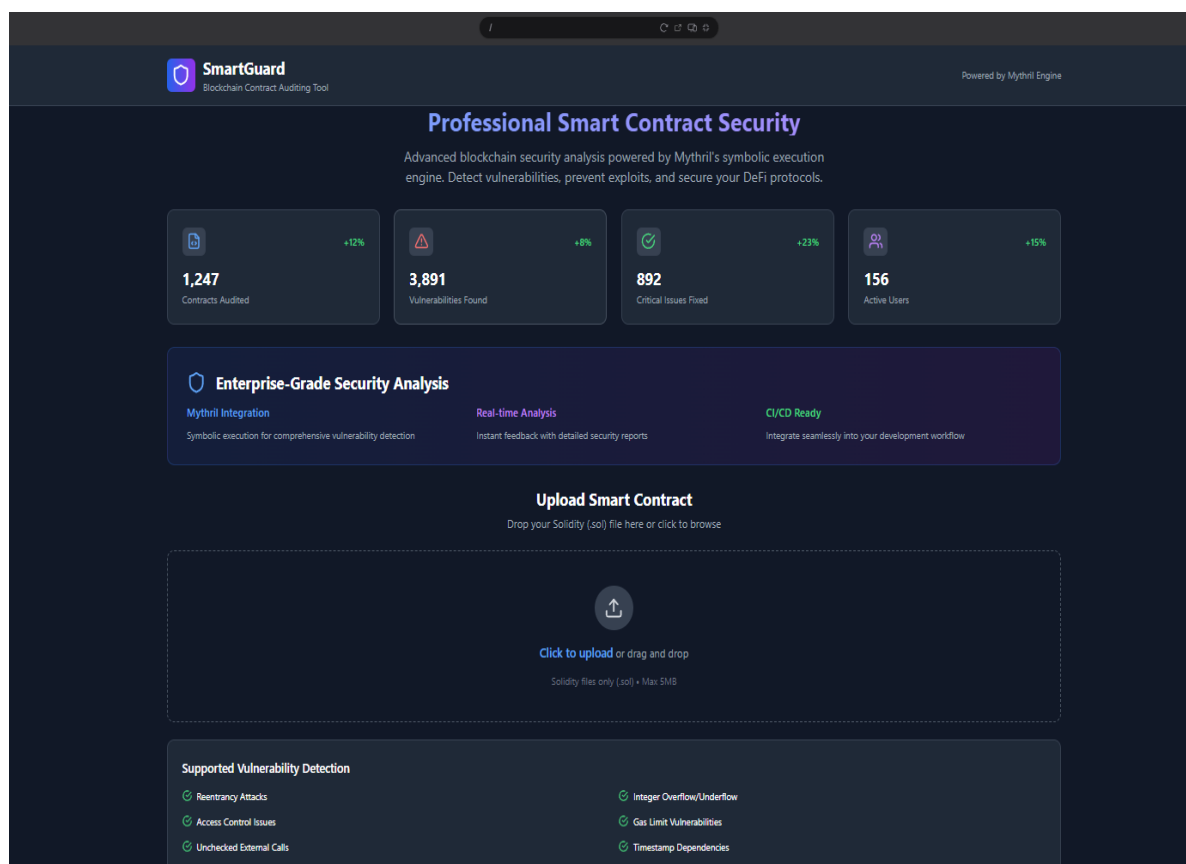 /
SmartGuard
Blockchain Contract Auditing Tool
Powered by Mythril Engine
Professional Smart Contract Security
Advanced blockchain security analysis powered by Mythril's symbolic execution
engine. Detect vulnerabilities, prevent exploits, and secure your DeFi protocols.
+12%
1,247
Contracts Audited
+8%
3,891
Vulnerabilities Found
+23%
892
Critical Issues Fixed
+15%
156
Active Users
Enterprise-Grade Security Analysis
Mythril Integration
Symbolic execution for comprehensive vulnerability detection
Real-time Analysis
Instant feedback with detailed security reports
CI/CD Ready
Integrate seamlessly into your development workflow
Upload Smart Contract
Drop your Solidity (.sol) file here or click to browse
Click to upload or drag and drop
Solidity files only (.sol) • Max 5MB
Supported Vulnerability Detection
Reentrancy Attacks
Integer Overflow/Underflow
Access Control Issues
Gas Limit Vulnerabilities
Unchecked External Calls
Timestamp Dependencies